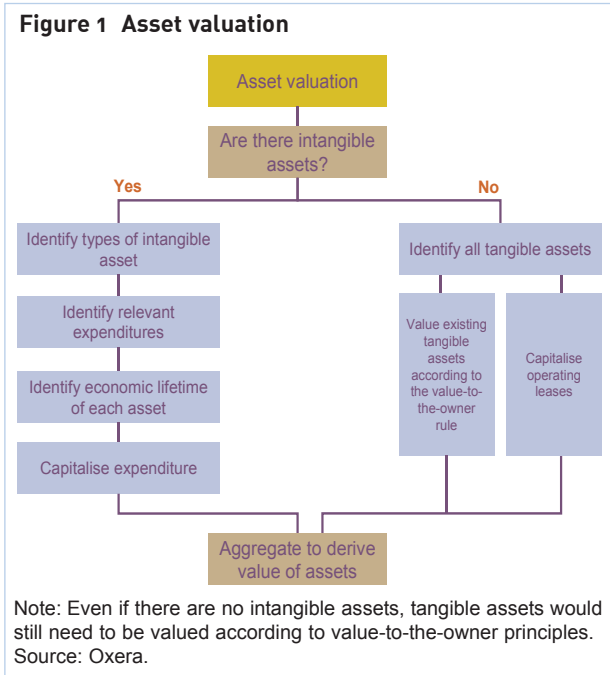 Figure 1 Asset valuation
Asset valuation
Are there intangible
assets?
Yes
No
Identify types of intangible
asset
Identify relevant
expenditures
Identify economic lifetime
of each asset
Capitalise expenditure
Identify all tangible assets
Value existing
tangible
assets
according to
the value-to-
the-owner
rule
Capitalise
operating
leases
Aggregate to derive
value of assets
Note: Even if there are no intangible assets, tangible assets would
still need to be valued according to value-to-the-owner principles.
Source: Oxera.